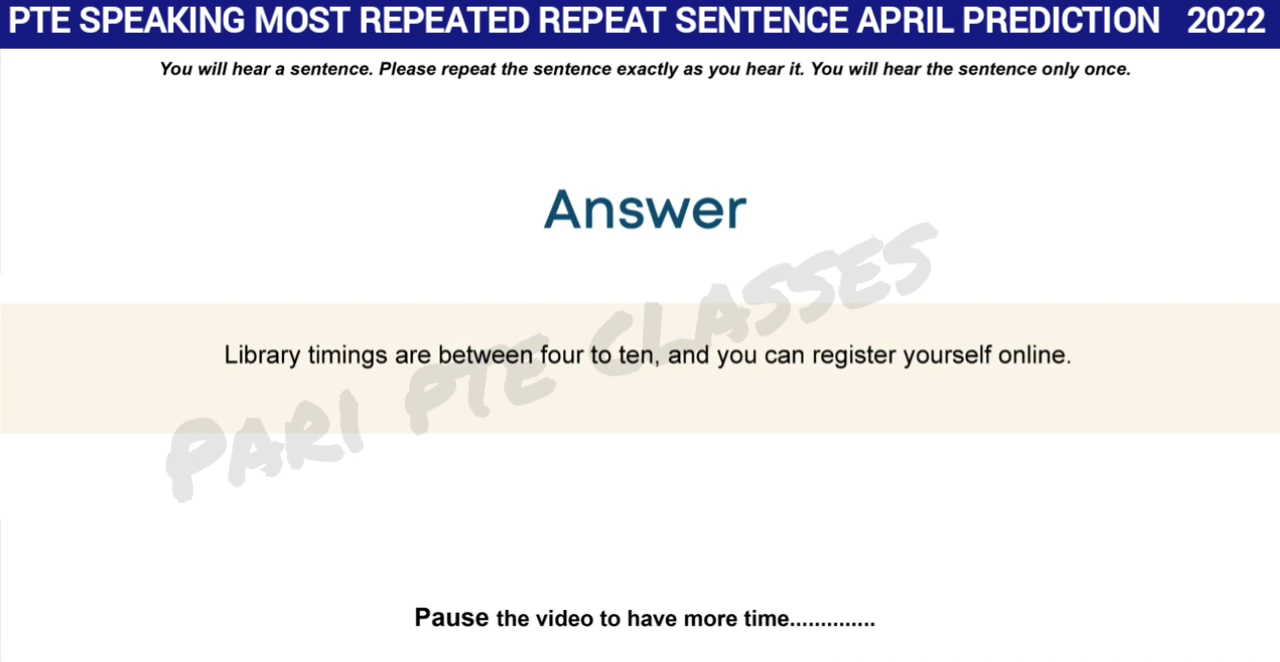 PTE SPEAKING MOST REPEATED REPEAT SENTENCE APRIL PREDICTION 2022
You will hear a sentence. Please repeat the sentence exactly as you hear it. You will hear the sentence only once.
Answer
Library timings are between four to ten, and you can register yourself online.
PARI PTE CLASSES
Pause the video to have more time..............